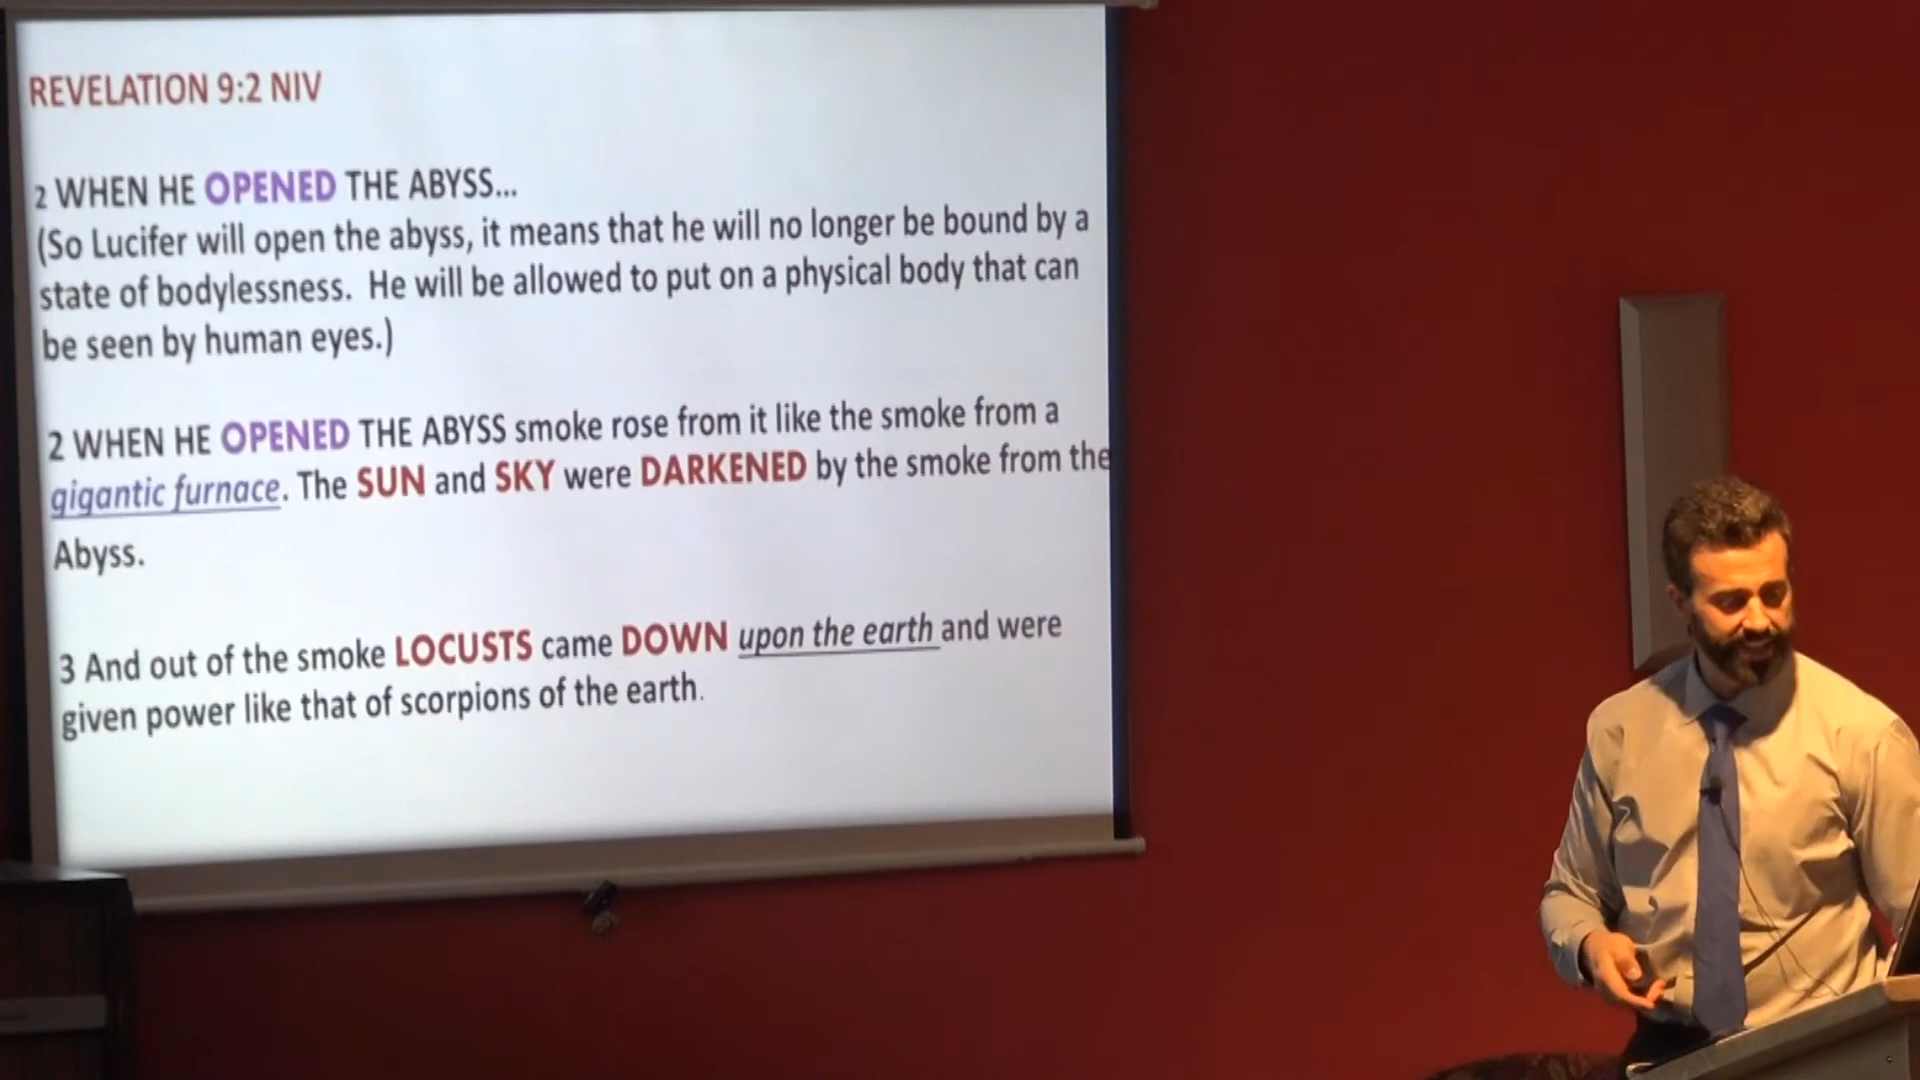 REVELATION 9:2 NIV
2 WHEN HE OPENED THE ABYSS...
(So Lucifer will open the abyss, it means that he will no longer be bound by a
state of bodylessness. He will be allowed to put on a physical body that can
be seen by human eyes.)
2 WHEN HE OPENED THE ABYSS smoke rose from it like the smoke from a
gigantic furnace. The SUN and SKY were DARKENED by the smoke from the
Abyss.
3 And out of the smoke LOCUSTS came DOWN upon the earth and were
given power like that of scorpions of the earth.